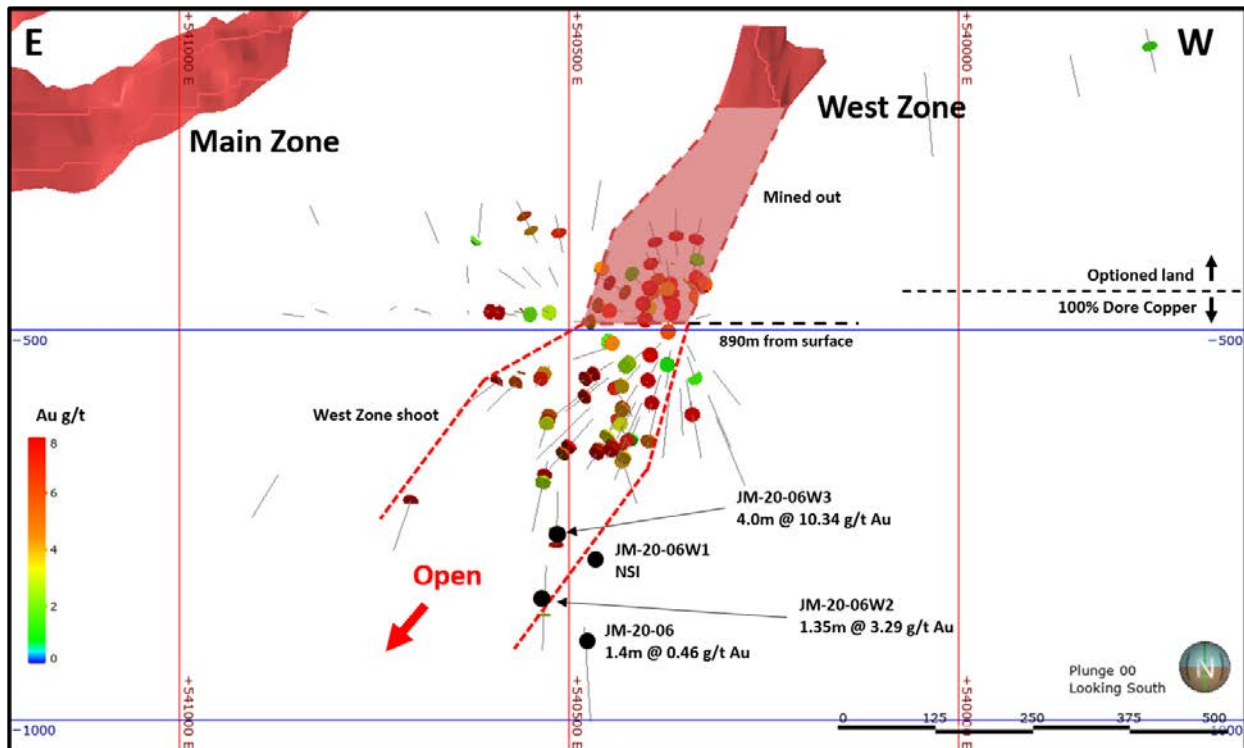 E
W
+541000 E
+540500 E
+540000 E
Main Zone
West Zone
Mined out
Optioned land
100% Dore Copper
-500
-500
890m from surface
Au g/t
8
6
4
2
0
West Zone shoot
JM-20-06W3
4.0m @ 10.34 g/t Au
JM-20-06W1
NSI
Open
JM-20-06W2
1.35m @ 3.29 g/t Au
JM-20-06
1.4m @ 0.46 g/t Au
Plunge 00
Looking South
N
+541000 E
+540500 E
+540000 E
0
125
250
375
500
-1000